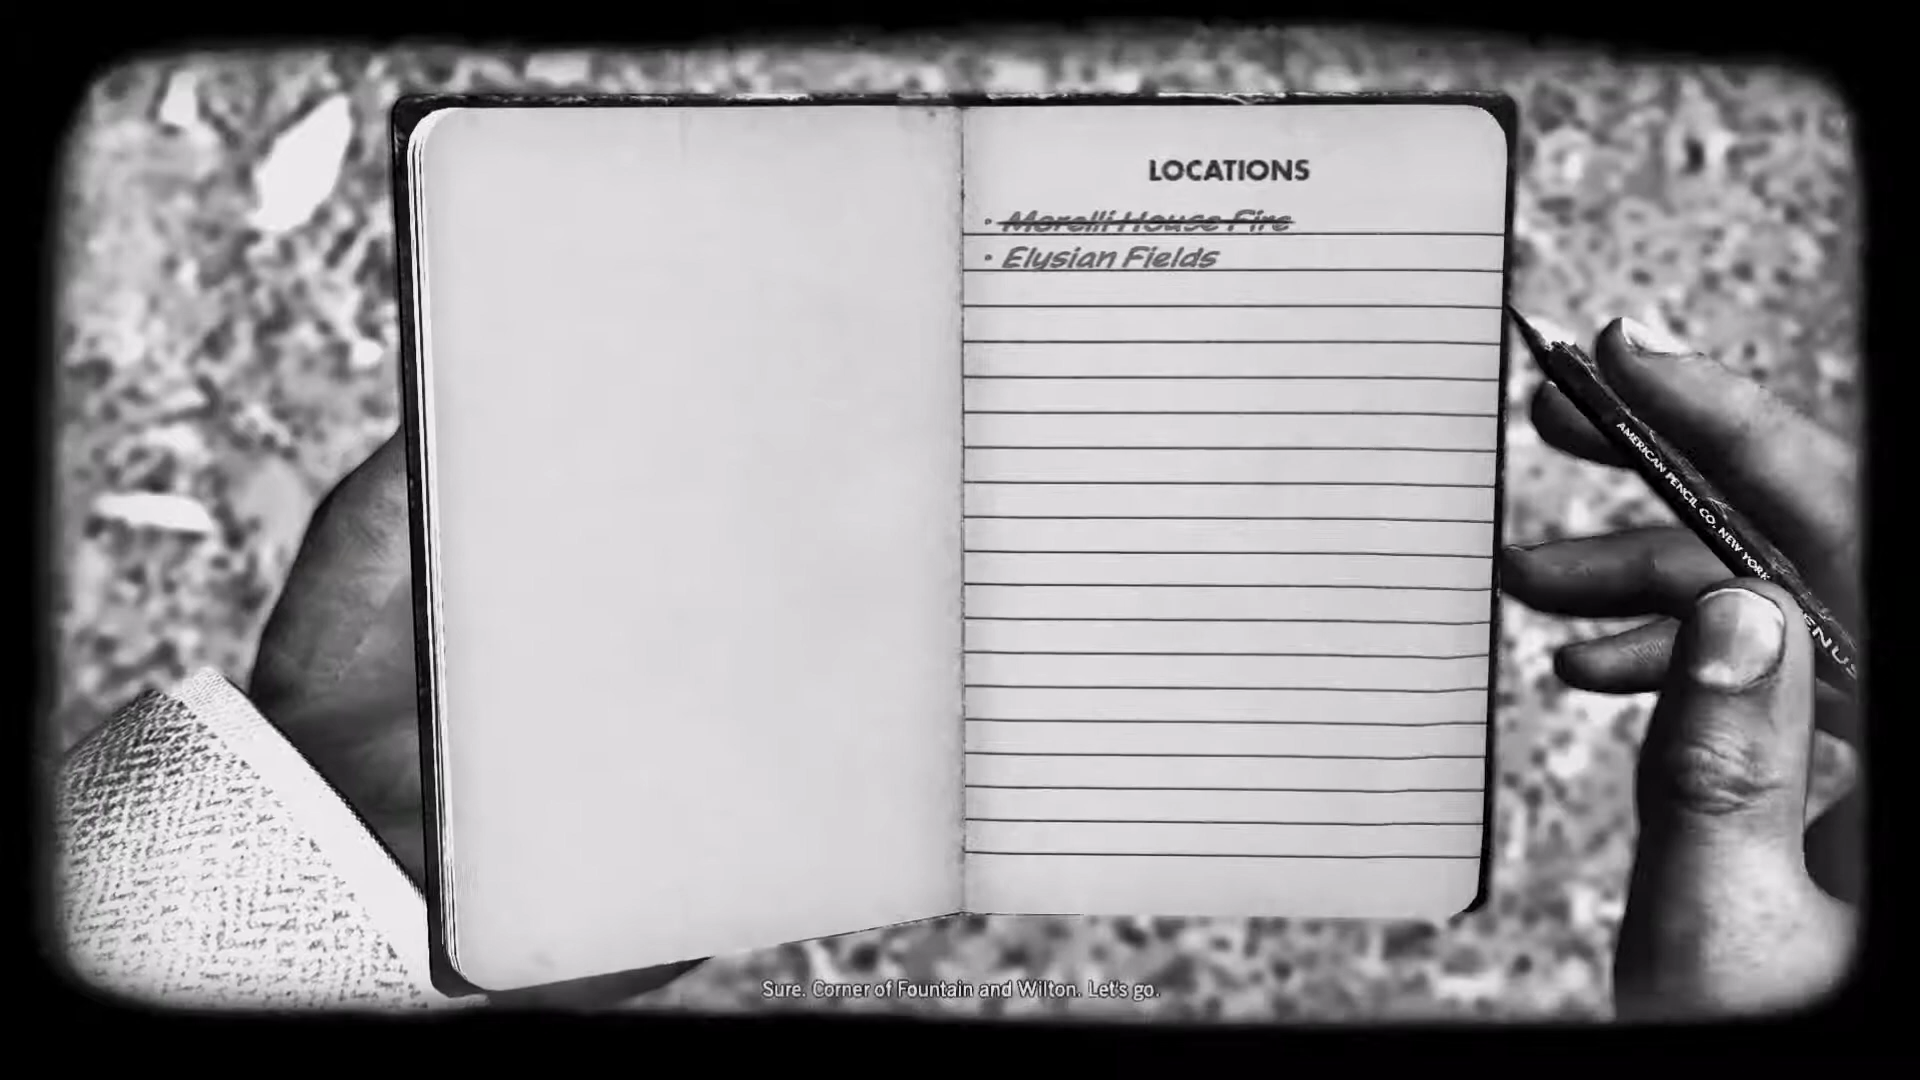 LOCATIONS
• Morelli House Fire
• Elysian Fields
AMERICAN PENCIL CO. NEW YORK
ENUS
Sure. Corner of Fountain and Wilton. Let's go.